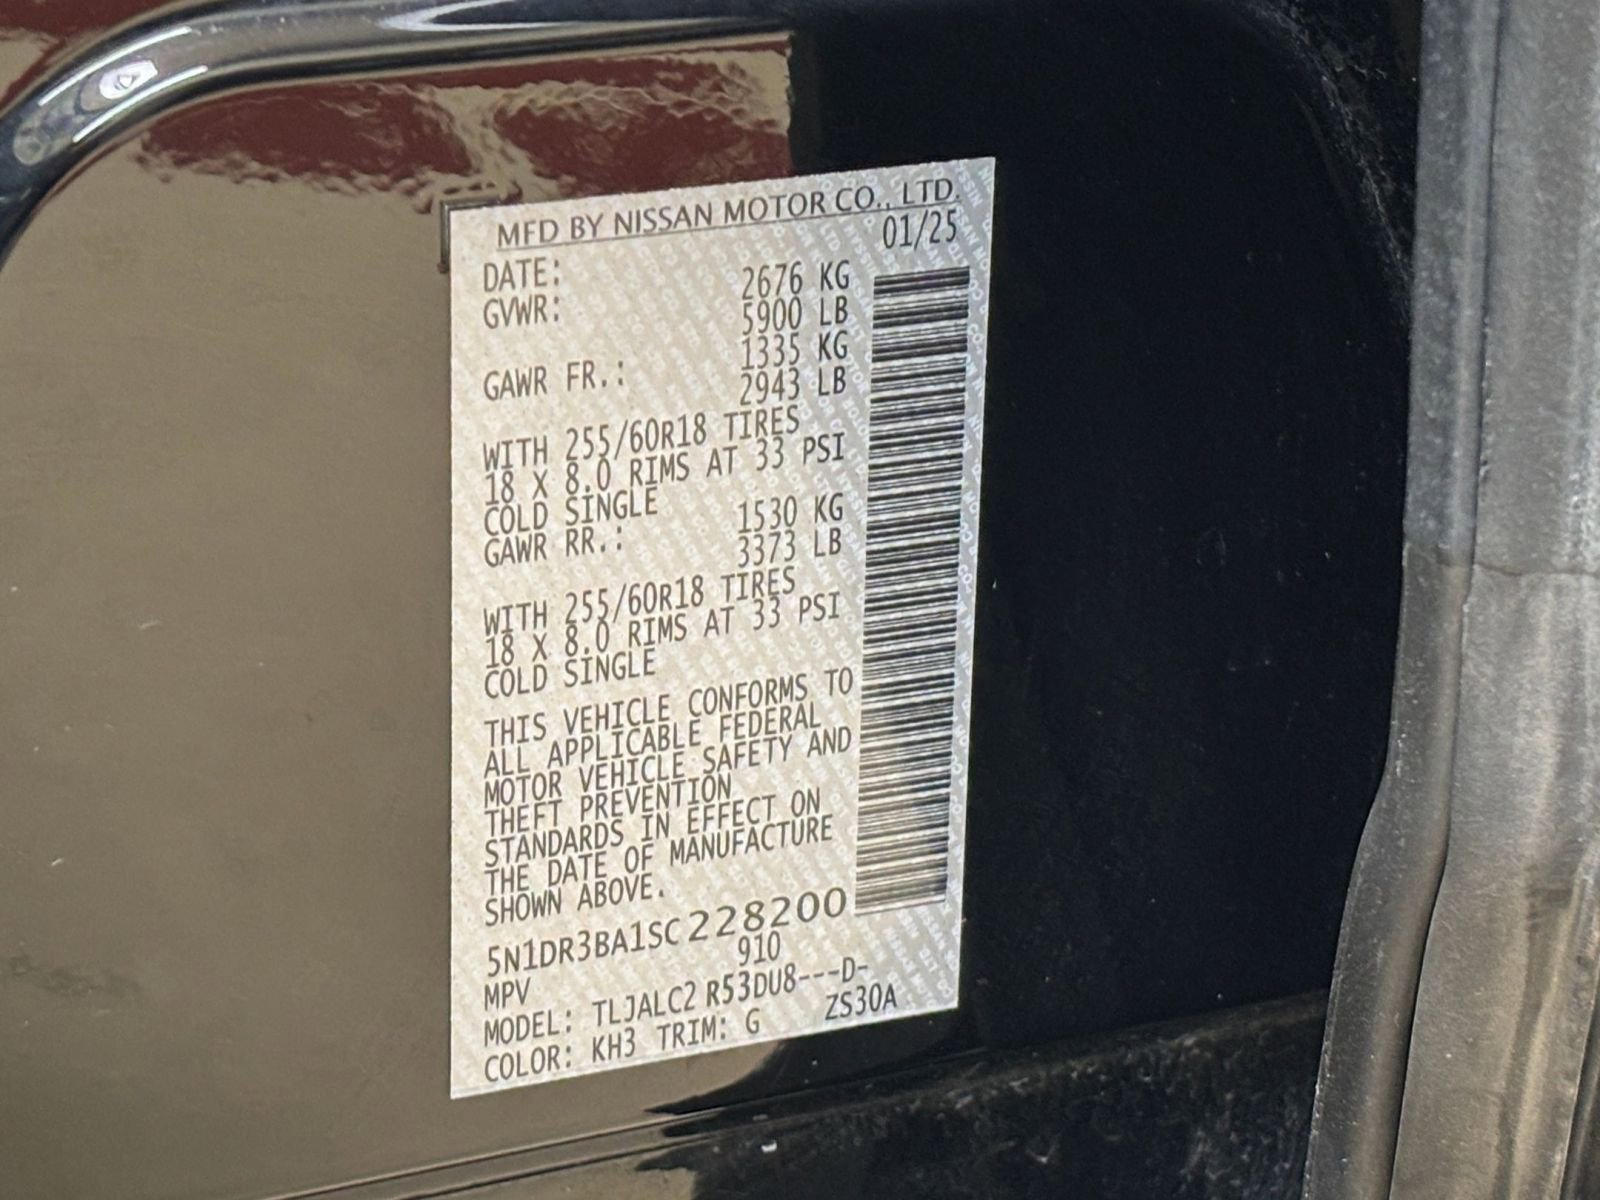 MFD BY NISSAN MOTOR CO., LTD.
DATE: 01/25
GVWR: 2676 KG
5900 LB
GAWR FR.: 1335 KG
2943 LB
WITH 255/60R18 TIRES
18 X 8.0 RIMS AT 33 PSI
COLD SINGLE
GAWR RR.: 1530 KG
3373 LB
WITH 255/60R18 TIRES
18 X 8.0 RIMS AT 33 PSI
COLD SINGLE
THIS VEHICLE CONFORMS TO
ALL APPLICABLE FEDERAL
MOTOR VEHICLE SAFETY AND
THEFT PREVENTION
STANDARDS IN EFFECT ON
THE DATE OF MANUFACTURE
SHOWN ABOVE.
5N1DR3BA1SC228200
MPV 910
MODEL: TLJALC2 R53DU8---D-
COLOR: KH3 TRIM: G ZS30A